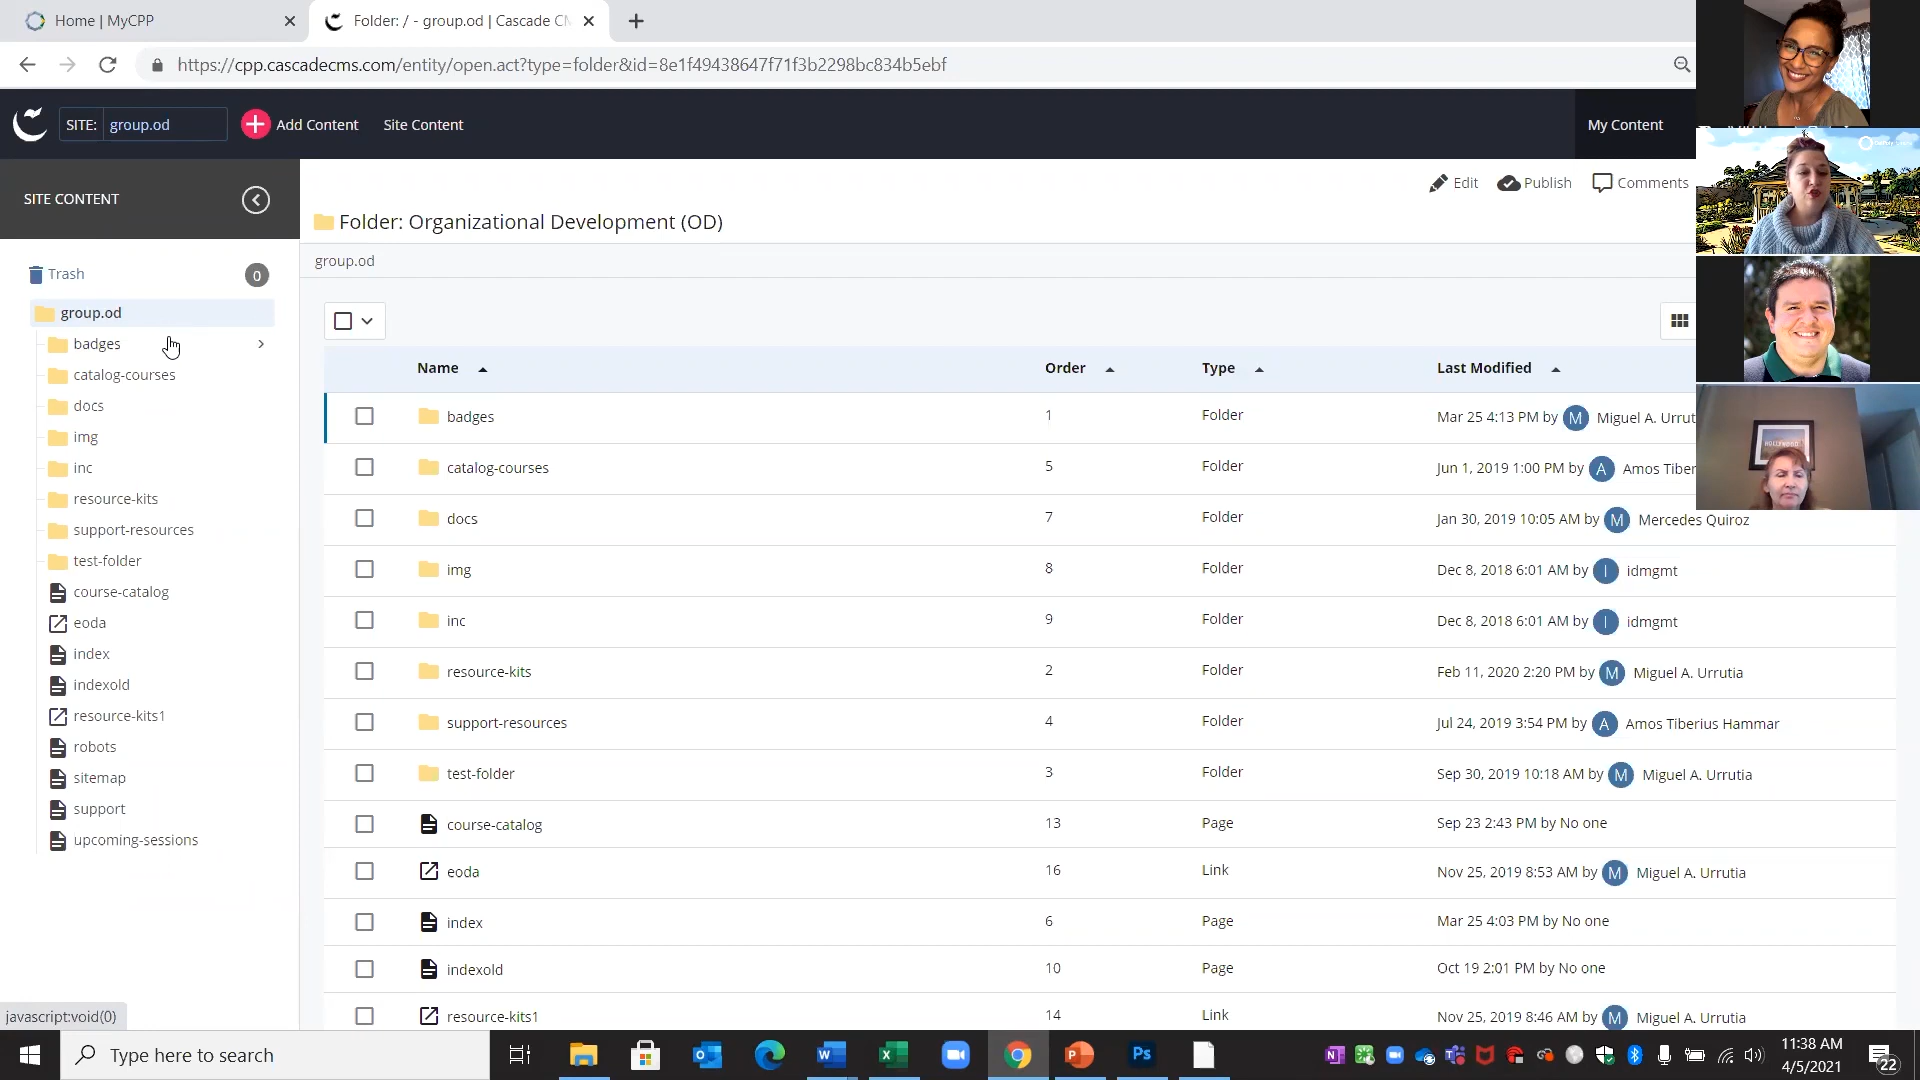 Home | MyCPP
Folder: / - group.od | Cascade CM
https://cpp.cascadecms.com/entity/open.act?type=folder&id=8e1f49438647f71f3b2298bc834b5ebf
SITE: group.od
Add Content
Site Content
My Content
SITE CONTENT
Edit
Publish
Comments
Folder: Organizational Development (OD)
group.od
Trash
0
group.od
badges
catalog-courses
docs
img
inc
resource-kits
support-resources
test-folder
course-catalog
eoda
index
indexold
resource-kits1
robots
sitemap
support
upcoming-sessions
Name Order Type Last Modified
badges 1 Folder Mar 25 4:13 PM by M Miguel A. Urrut
catalog-courses 5 Folder Jun 1, 2019 1:00 PM by A Amos Tiber
docs 7 Folder Jan 30, 2019 10:05 AM by M Mercedes Quiroz
img 8 Folder Dec 8, 2018 6:01 AM by I idmgmt
inc 9 Folder Dec 8, 2018 6:01 AM by I idmgmt
resource-kits 2 Folder Feb 11, 2020 2:20 PM by M Miguel A. Urrutia
support-resources 4 Folder Jul 24, 2019 3:54 PM by A Amos Tiberius Hammar
test-folder 3 Folder Sep 30, 2019 10:18 AM by M Miguel A. Urrutia
course-catalog 13 Page Sep 23 2:43 PM by No one
eoda 16 Link Nov 25, 2019 8:53 AM by M Miguel A. Urrutia
index 6 Page Mar 25 4:03 PM by No one
indexold 10 Page Oct 19 2:01 PM by No one
resource-kits1 14 Link Nov 25, 2019 8:46 AM by M Miguel A. Urrutia
javascript:void(0)
Type here to search
11:38 AM
4/5/2021
22